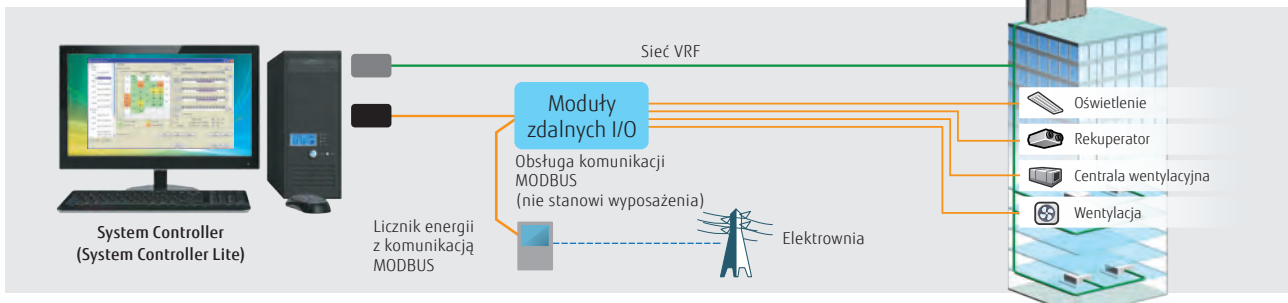 Sieć VRF
Moduły
zdalnych I/O
Obsługa komunikacji
MODBUS
(nie stanowi wyposażenia)
Oświetlenie
Rekuperator
Centrala wentylacyjna
Wentylacja
System Controller
(System Controller Lite)
Licznik energii
z komunikacją
MODBUS
Elektrownia